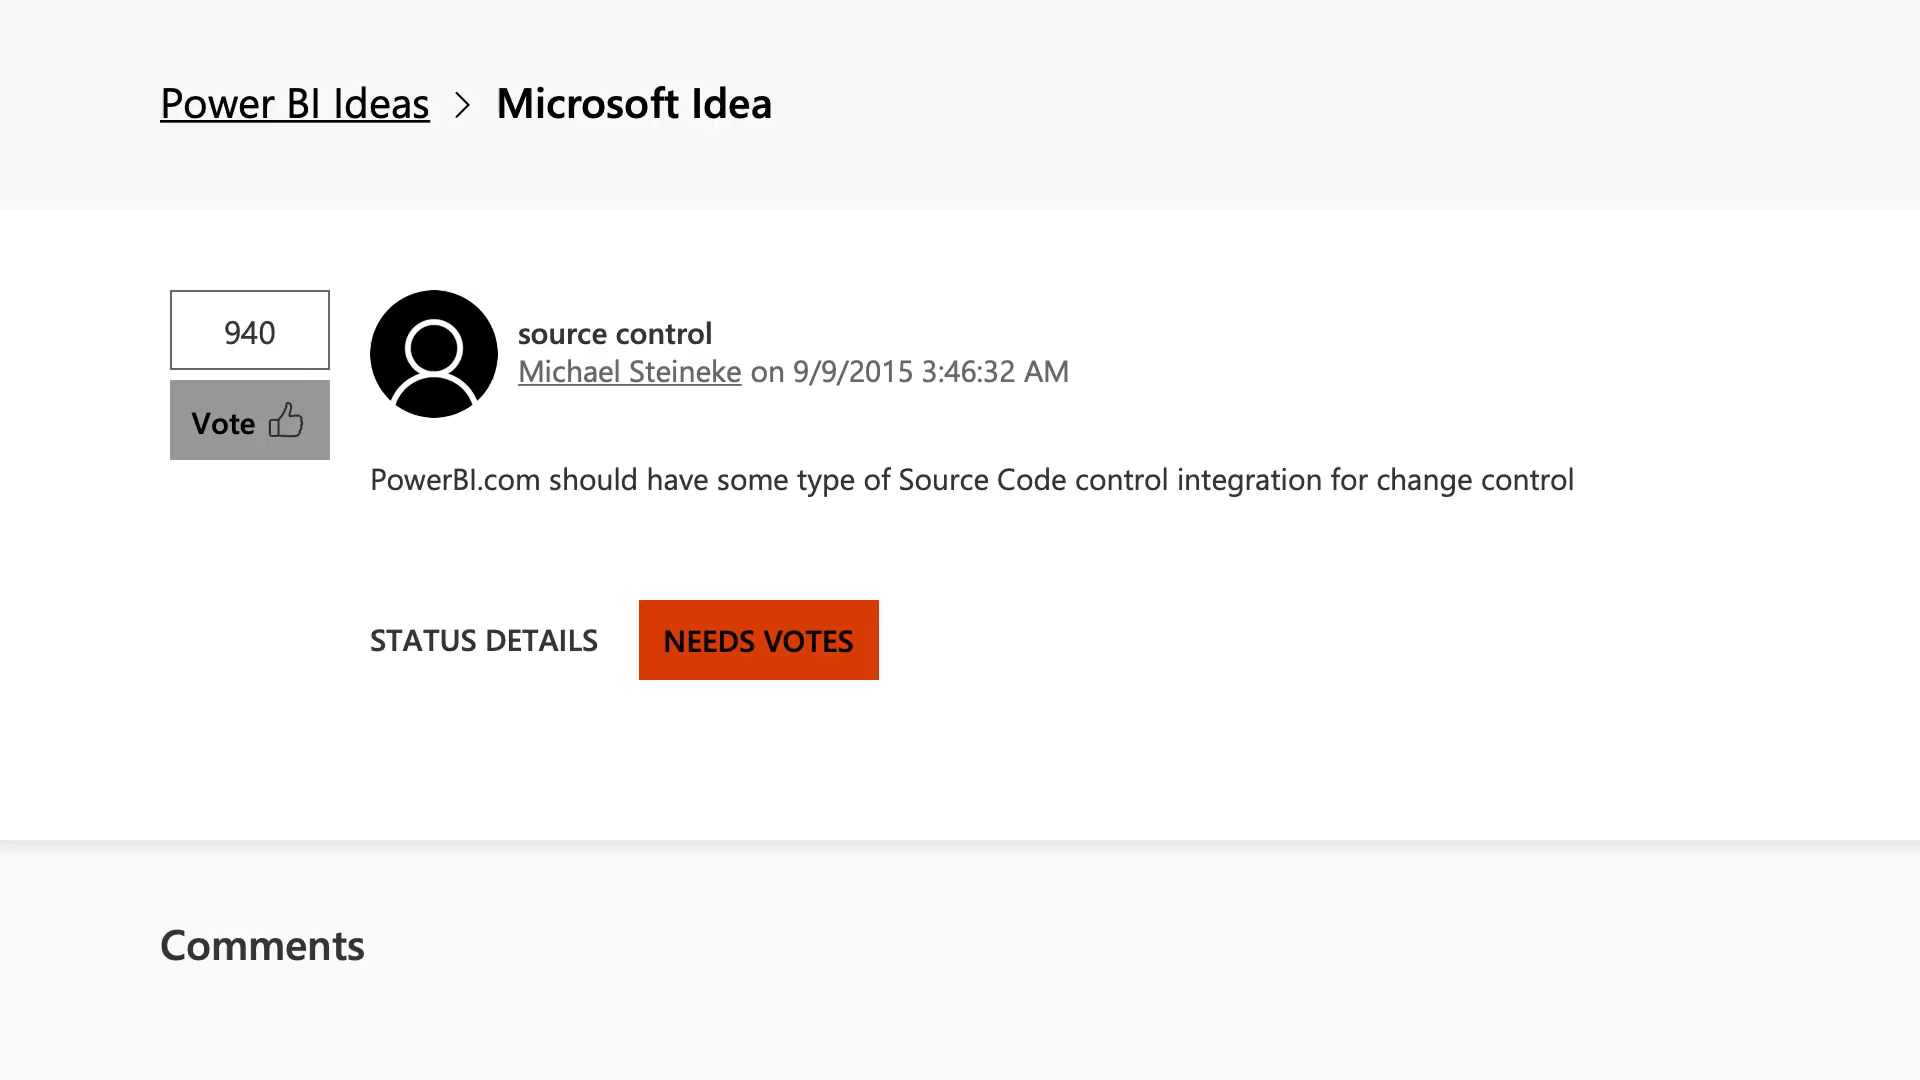 Power BI Ideas > Microsoft Idea
940
Vote
source control
Michael Steineke on 9/9/2015 3:46:32 AM
PowerBI.com should have some type of Source Code control integration for change control
STATUS DETAILS NEEDS VOTES
Comments